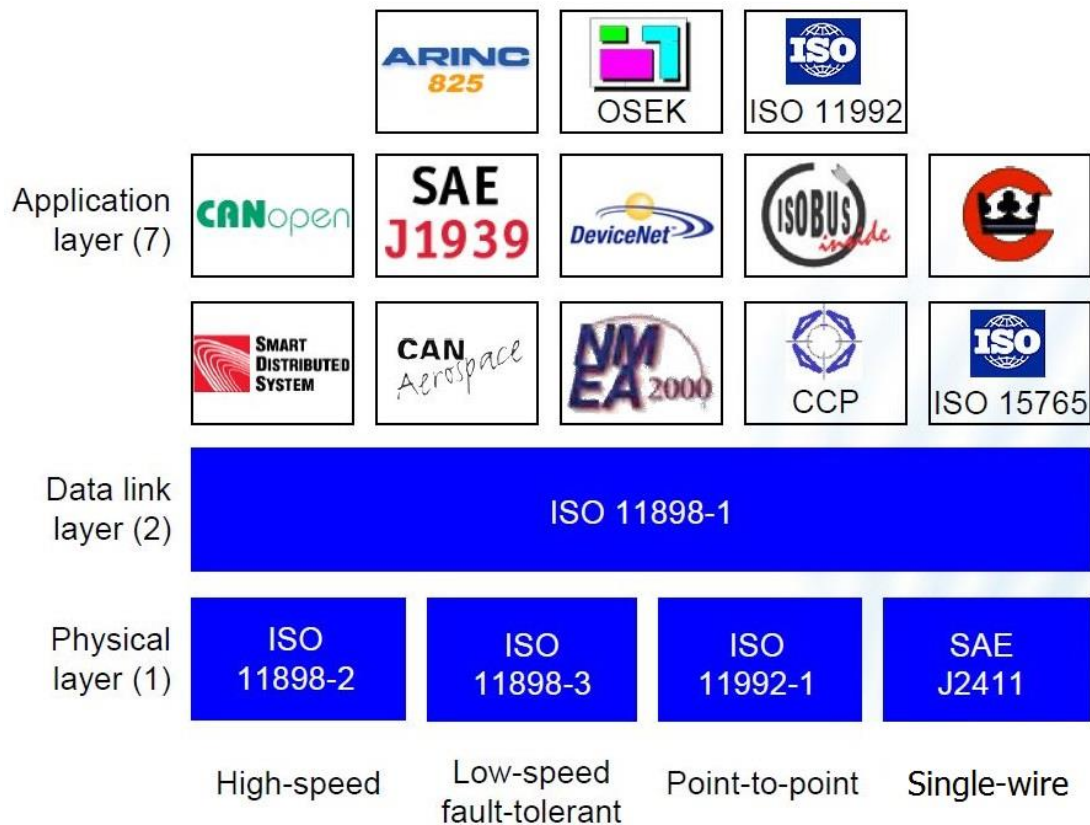 ARINC
825
OSEK
ISO
ISO 11992
Application
layer (7)
CANopen
SAE
J1939
DeviceNet
ISOBUS
inside
SMART
DISTRIBUTED
SYSTEM
CAN
Aerospace
NM
EA 2000
CCP
ISO
ISO 15765
Data link
layer (2)
ISO 11898-1
Physical
layer (1)
ISO
11898-2
ISO
11898-3
ISO
11992-1
SAE
J2411
High-speed
Low-speed
fault-tolerant
Point-to-point
Single-wire